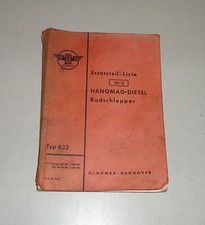 Ersatzteil-Liste
HANOMAG-DIESEL
Radschlepper
Typ R22
HANOMAG · HANNOVER